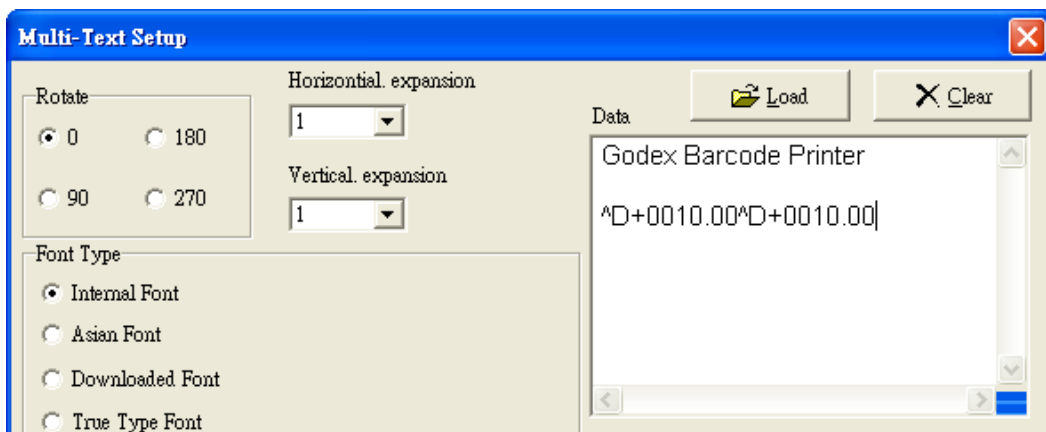 Multi-Text Setup
Rotate
0
180
90
270
Horizontial. expansion
1
Vertical. expansion
1
Load
Clear
Data
Godex Barcode Printer
^D+0010.00^D+0010.00
Font Type
Internal Font
Asian Font
Downloaded Font
True Type Font